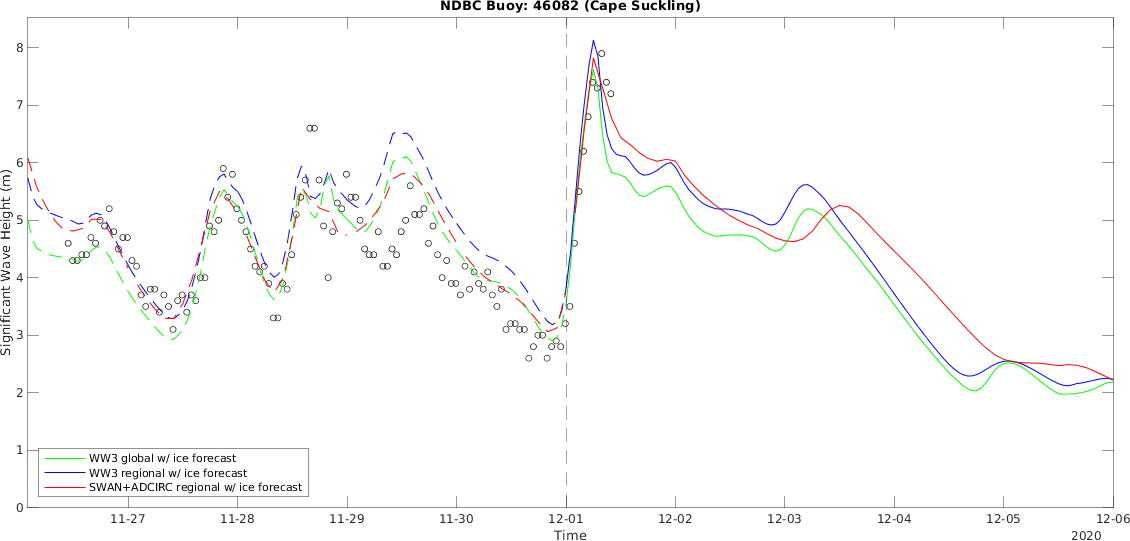 NDBC Buoy: 46082 (Cape Suckling)
Significant Wave Height (m)
8
7
6
5
4
3
2
1
0
WW3 global w/ ice forecast
WW3 regional w/ ice forecast
SWAN+ADCIRC regional w/ ice forecast
11-27 11-28 11-29 11-30 12-01 12-02 12-03 12-04 12-05 12-06
Time
2020